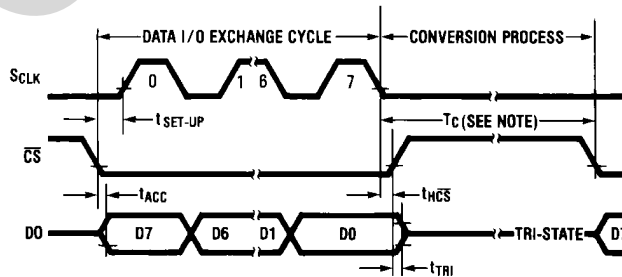 DATA I/O EXCHANGE CYCLE CONVERSION PROCESS
SCLK 0 1 6 7
tSET-UP TC (SEE NOTE)
CS
tACC tHCS
DO D7 D6 D1 D0 TRI-STATE D7
tTRI